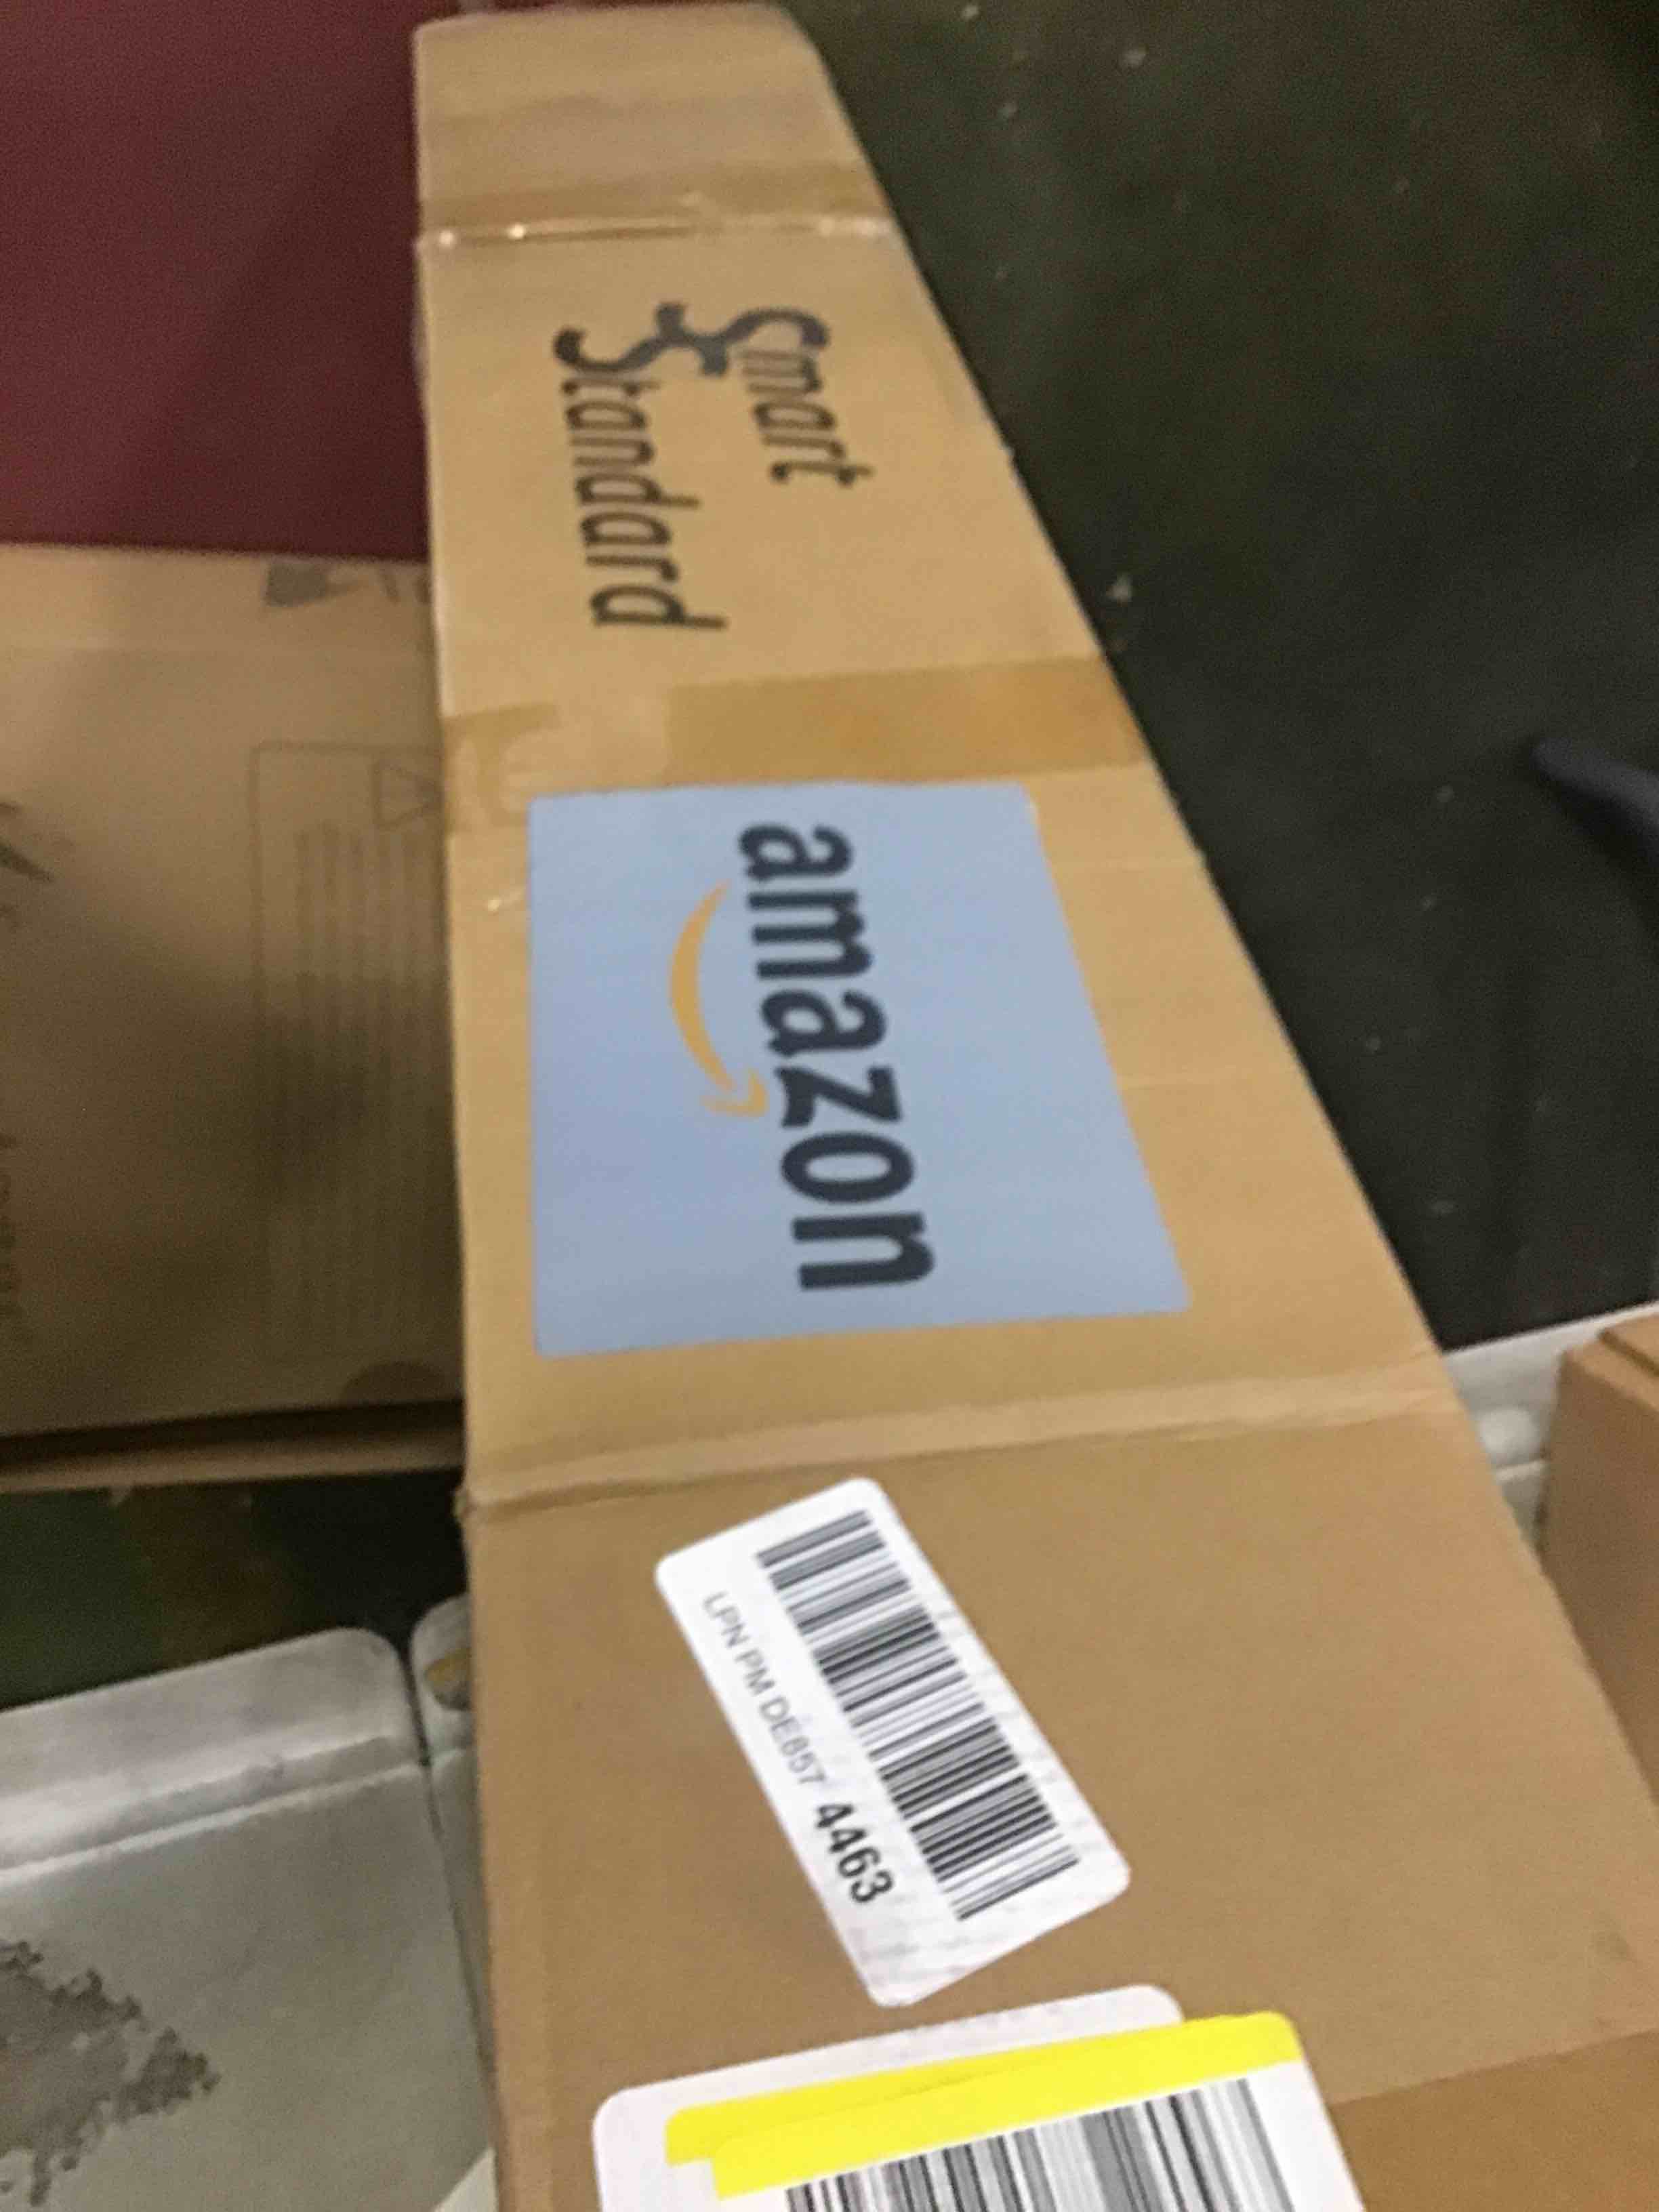 Smart
Standard
amazon
LPN PM DE857 4463